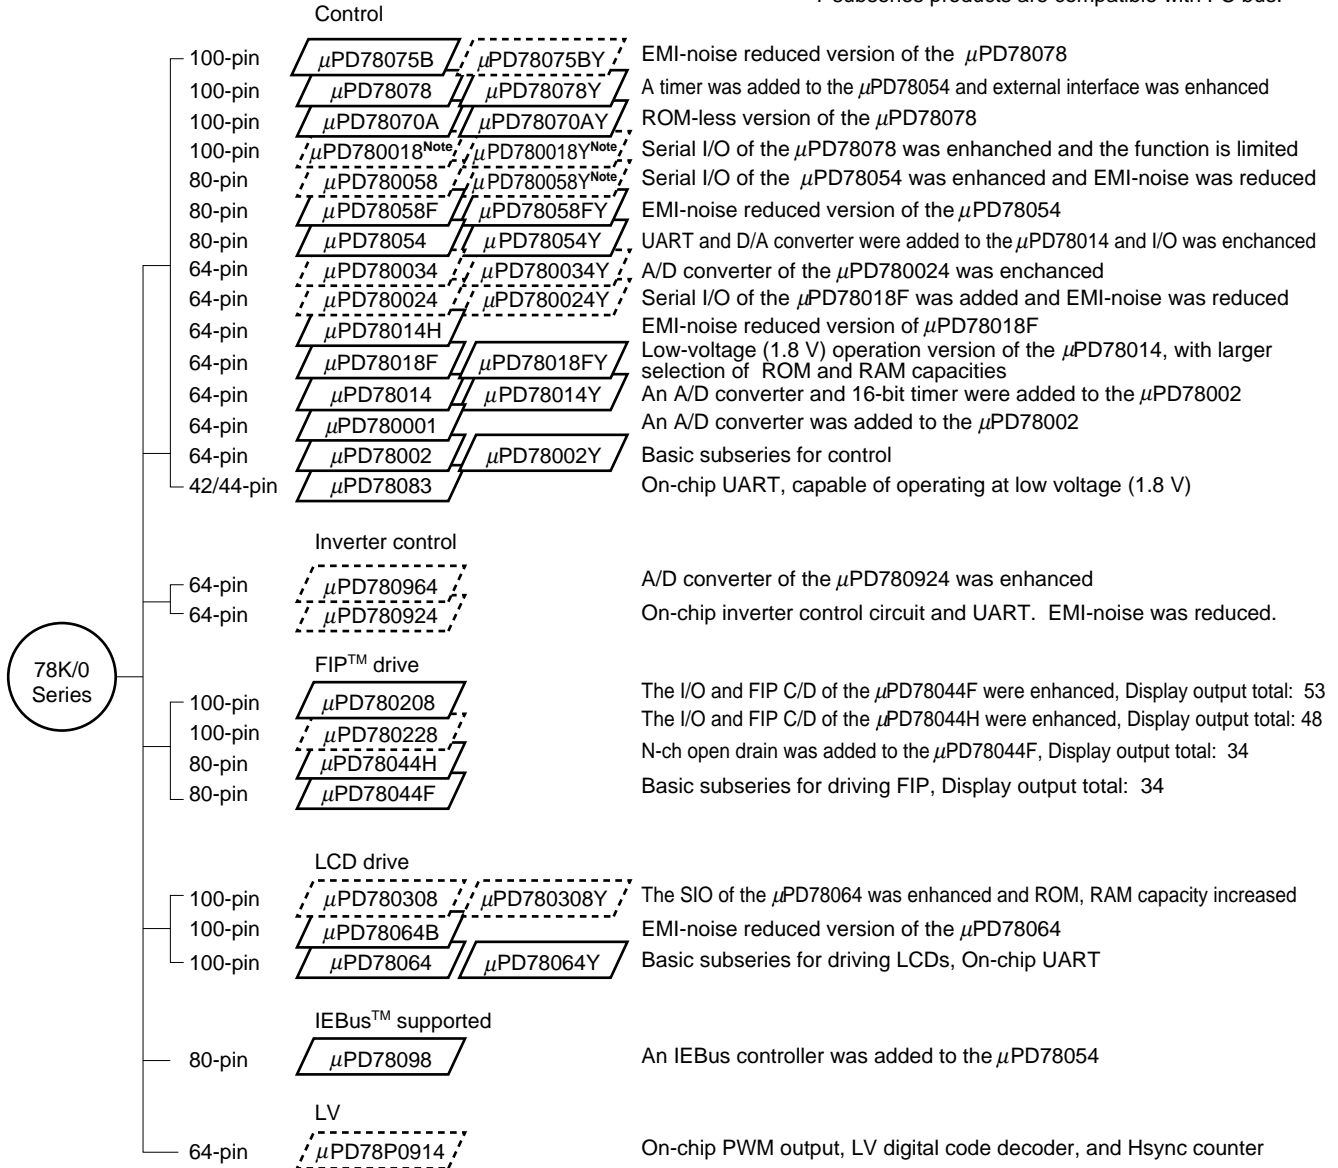 Y subseries products are compatible with I²C bus.
Control
100-pin μPD78075B μPD78075BY EMI-noise reduced version of the μPD78078
100-pin μPD78078 μPD78078Y A timer was added to the μPD78054 and external interface was enhanced
100-pin μPD78070A μPD78070AY ROM-less version of the μPD78078
100-pin μPD780018Note μPD780018YNote Serial I/O of the μPD78078 was enhanched and the function is limited
80-pin μPD780058 μPD780058YNote Serial I/O of the μPD78054 was enhanced and EMI-noise was reduced
80-pin μPD78058F μPD78058FY EMI-noise reduced version of the μPD78054
80-pin μPD78054 μPD78054Y UART and D/A converter were added to the μPD78014 and I/O was enchanced
64-pin μPD780034 μPD780034Y A/D converter of the μPD780024 was enchanced
64-pin μPD780024 μPD780024Y Serial I/O of the μPD78018F was added and EMI-noise was reduced
64-pin μPD78014H EMI-noise reduced version of μPD78018F
64-pin μPD78018F μPD78018FY Low-voltage (1.8 V) operation version of the μPD78014, with larger
selection of ROM and RAM capacities
64-pin μPD78014 μPD78014Y An A/D converter and 16-bit timer were added to the μPD78002
64-pin μPD780001 An A/D converter was added to the μPD78002
64-pin μPD78002 μPD78002Y Basic subseries for control
42/44-pin μPD78083 On-chip UART, capable of operating at low voltage (1.8 V)
Inverter control
64-pin μPD780964 A/D converter of the μPD780924 was enhanced
64-pin μPD780924 On-chip inverter control circuit and UART. EMI-noise was reduced.
78K/0
Series
FIP™ drive
100-pin μPD780208 The I/O and FIP C/D of the μPD78044F were enhanced, Display output total: 53
100-pin μPD780228 The I/O and FIP C/D of the μPD78044H were enhanced, Display output total: 48
80-pin μPD78044H N-ch open drain was added to the μPD78044F, Display output total: 34
80-pin μPD78044F Basic subseries for driving FIP, Display output total: 34
LCD drive
100-pin μPD780308 μPD780308Y The SIO of the μPD78064 was enhanced and ROM, RAM capacity increased
100-pin μPD78064B EMI-noise reduced version of the μPD78064
100-pin μPD78064 μPD78064Y Basic subseries for driving LCDs, On-chip UART
IEBus™ supported
80-pin μPD78098 An IEBus controller was added to the μPD78054
LV
64-pin μPD78P0914 On-chip PWM output, LV digital code decoder, and Hsync counter